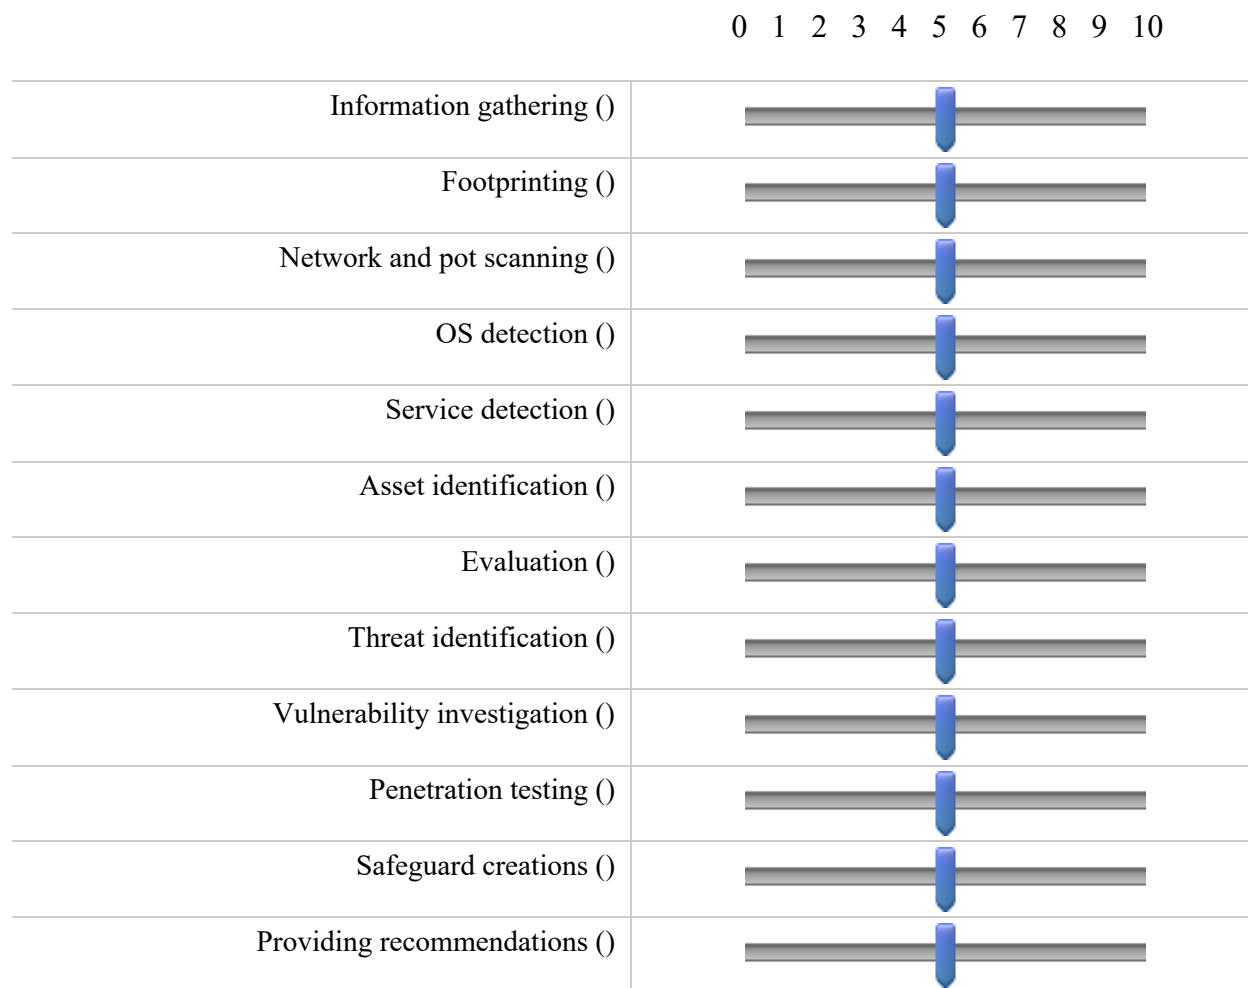 0 1 2 3 4 5 6 7 8 9 10
Information gathering ()
Footprinting ()
Network and pot scanning ()
OS detection ()
Service detection ()
Asset identification ()
Evaluation ()
Threat identification ()
Vulnerability investigation ()
Penetration testing ()
Safeguard creations ()
Providing recommendations ()